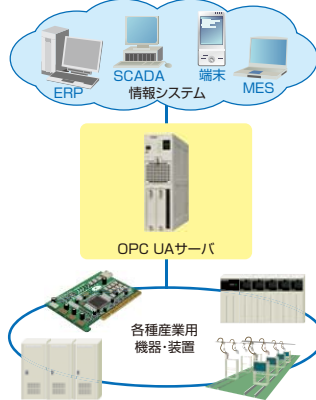 ERP
SCADA
端末
MES
情報システム
OPC UAサーバ
各種産業用
機器・装置